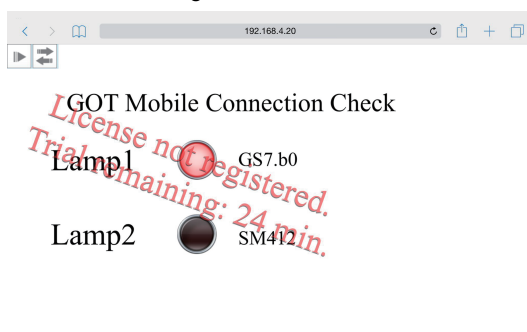 192.168.4.20
GOT Mobile Connection Check
License not registered.
Trial remaining: 24 min.
Lamp1
GS7.b0
Lamp2
SM412